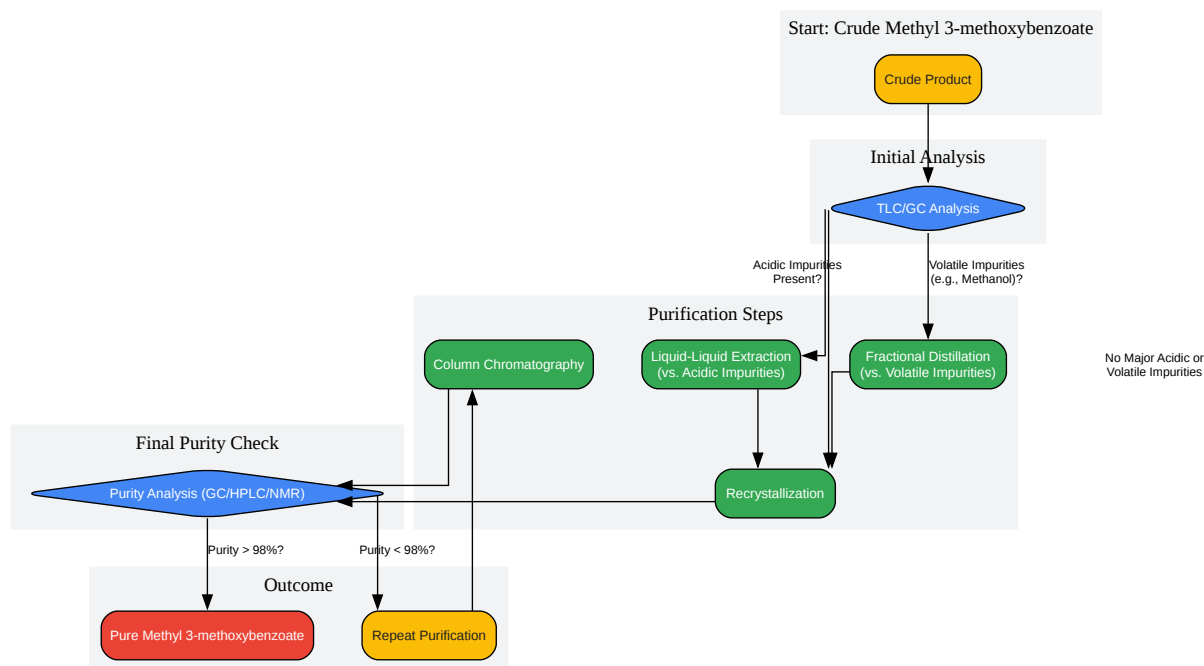 Start: Crude Methyl 3-methoxybenzoate
Crude Product
Initial Analysis
TLC/GC Analysis
Acidic Impurities
Present?
Volatile Impurities
(e.g., Methanol)?
Purification Steps
Column Chromatography
Liquid-Liquid Extraction
(vs. Acidic Impurities)
Fractional Distillation
(vs. Volatile Impurities)
No Major Acidic or
Volatile Impurities
Final Purity Check
Purity Analysis (GC/HPLC/NMR)
Recrystallization
Purity > 98%?
Purity < 98%?
Outcome
Pure Methyl 3-methoxybenzoate
Repeat Purification